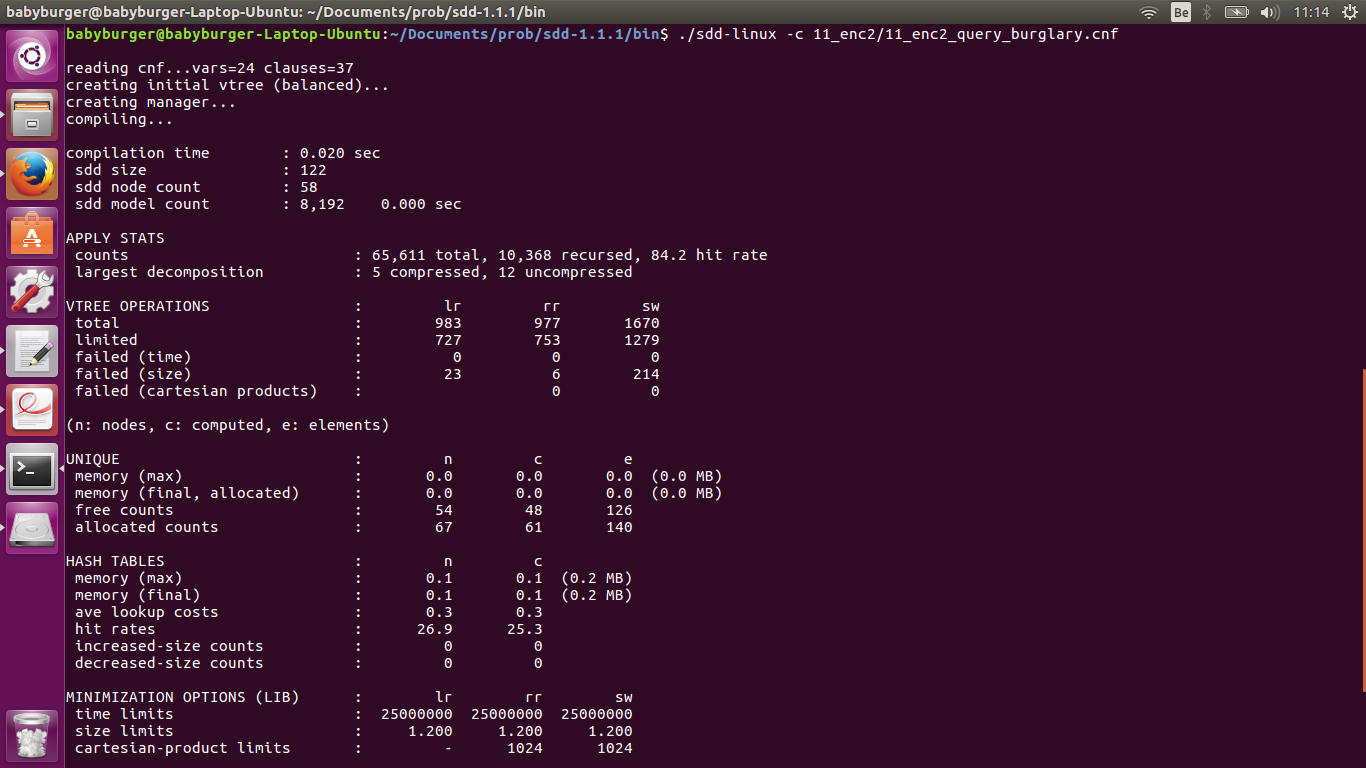 babyburger@babyburger-Laptop-Ubuntu: ~/Documents/prob/sdd-1.1.1/bin Be 11:14
babyburger@babyburger-Laptop-Ubuntu:~/Documents/prob/sdd-1.1.1/bin$ ./sdd-linux -c 11_enc2/11_enc2_query_burglary.cnf
reading cnf...vars=24 clauses=37
creating initial vtree (balanced)...
creating manager...
compiling...
compilation time : 0.020 sec
sdd size : 122
sdd node count : 58
sdd model count : 8,192 0.000 sec
APPLY STATS
counts : 65,611 total, 10,368 recursed, 84.2 hit rate
largest decomposition : 5 compressed, 12 uncompressed
VTREE OPERATIONS : lr rr sw
total : 983 977 1670
limited : 727 753 1279
failed (time) : 0 0 0
failed (size) : 23 6 214
failed (cartesian products) : 0 0
(n: nodes, c: computed, e: elements)
UNIQUE : n c e
memory (max) : 0.0 0.0 0.0 (0.0 MB)
memory (final, allocated) : 0.0 0.0 0.0 (0.0 MB)
free counts : 54 48 126
allocated counts : 67 61 140
HASH TABLES : n c
memory (max) : 0.1 0.1 (0.2 MB)
memory (final) : 0.1 0.1 (0.2 MB)
ave lookup costs : 0.3 0.3
hit rates : 26.9 25.3
increased-size counts : 0 0
decreased-size counts : 0 0
MINIMIZATION OPTIONS (LIB) : lr rr sw
time limits : 25000000 25000000 25000000
size limits : 1.200 1.200 1.200
cartesian-product limits : - 1024 1024